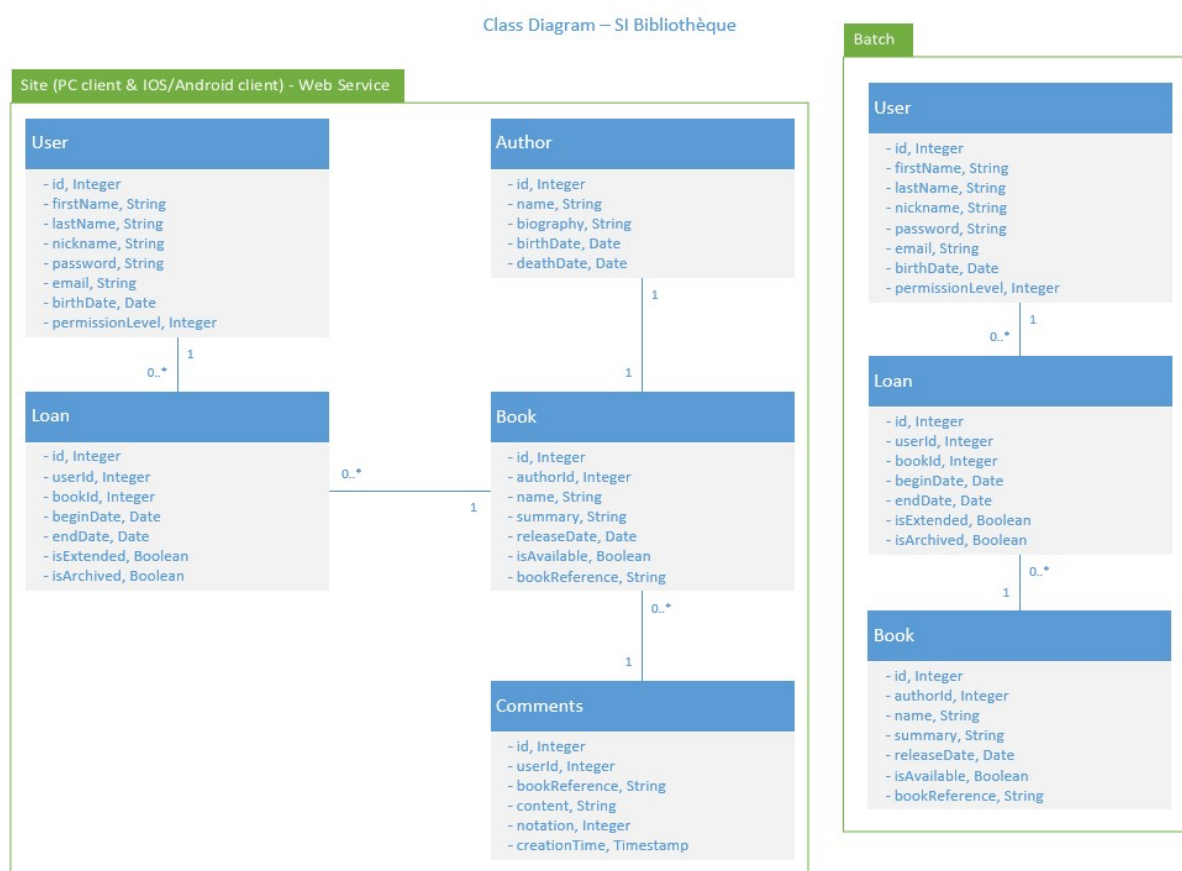 Class Diagram – SI Bibliothèque
Site (PC client & IOS/Android client) - Web Service
User
- id, Integer
- firstName, String
- lastName, String
- nickname, String
- password, String
- email, String
- birthDate, Date
- permissionLevel, Integer
1
0..*
Loan
- id, Integer
- userId, Integer
- bookId, Integer
- beginDate, Date
- endDate, Date
- isExtended, Boolean
- isArchived, Boolean
0..*
1
Author
- id, Integer
- name, String
- biography, String
- birthDate, Date
- deathDate, Date
1
1
Book
- id, Integer
- authorId, Integer
- name, String
- summary, String
- releaseDate, Date
- isAvailable, Boolean
- bookReference, String
0..*
1
Comments
- id, Integer
- userId, Integer
- bookReference, String
- content, String
- notation, Integer
- creationTime, Timestamp
Batch
User
- id, Integer
- firstName, String
- lastName, String
- nickname, String
- password, String
- email, String
- birthDate, Date
- permissionLevel, Integer
1
0..*
Loan
- id, Integer
- userId, Integer
- bookId, Integer
- beginDate, Date
- endDate, Date
- isExtended, Boolean
- isArchived, Boolean
0..*
1
Book
- id, Integer
- authorId, Integer
- name, String
- summary, String
- releaseDate, Date
- isAvailable, Boolean
- bookReference, String